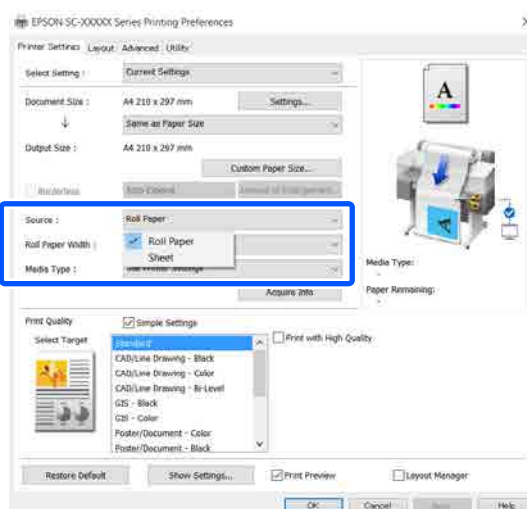 EPSON SC-XXXXX Series Printing Preferences
Printer Settings Layout Advanced Utility
Select Setting : Current Settings
Document Size : A4 210 x 297 mm Settings...
Same as Paper Size
Output Size : A4 210 x 297 mm
Custom Paper Size...
Borderless Auto Expand Amount of Enlargement...
Source : Roll Paper
Roll Paper Width : Roll Paper
Sheet
Media Type : Use Printer Settings
Acquire Info
A
Media Type:
-
Paper Remaining:
-
Print Quality Simple Settings
Select Target Standard Print with High Quality
CAD/Line Drawing - Black
CAD/Line Drawing - Color
CAD/Line Drawing - Bi-Level
GIS - Black
GIS - Color
Poster/Document - Color
Poster/Document - Black
Restore Default Show Settings... Print Preview Layout Manager
OK Cancel Help